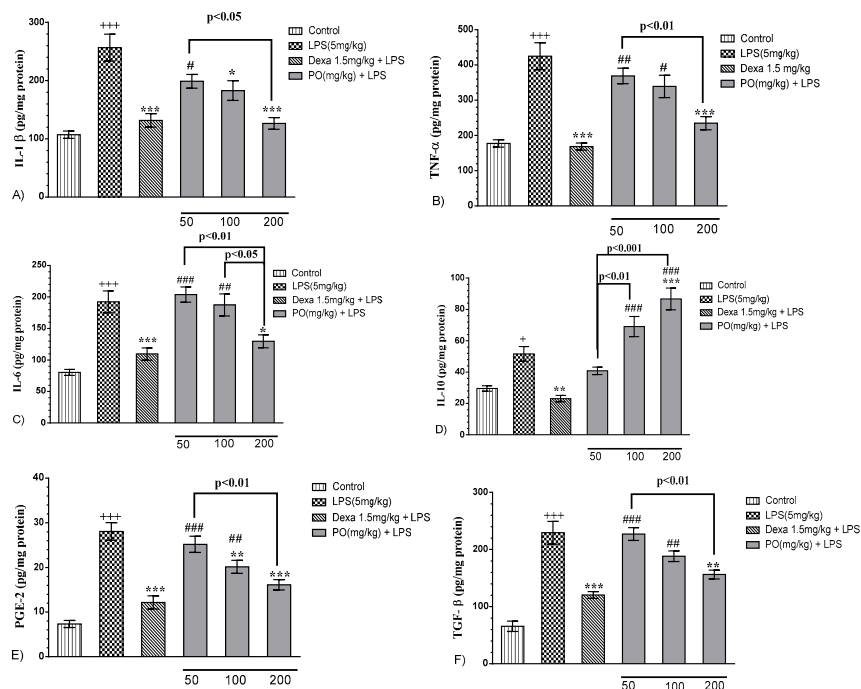 p<0.05
Control
LPS(5mg/kg)
Dexa 1.5mg/kg + LPS
PO(mg/kg) + LPS
IL-1 β (pg/mg protein)
300
200
100
0
+++
***
#
*
***
50 100 200
A)
p<0.01
Control
LPS(5mg/kg)
Dexa 1.5 mg/kg
PO(mg/kg) + LPS
TNF-α (pg/mg protein)
500
400
300
200
100
0
+++
***
##
#
***
50 100 200
B)
p<0.01
p<0.05
Control
LPS(5mg/kg)
Dexa 1.5mg/kg + LPS
PO(mg/kg) + LPS
IL-6 (pg/mg protein)
250
200
150
100
50
0
+++
***
###
##
*
50 100 200
C)
p<0.001
p<0.01
Control
LPS(5mg/kg)
Dexa 1.5mg/kg + LPS
PO(mg/kg) + LPS
IL-10 (pg/mg protein)
100
80
60
40
20
0
+
**
###
###
***
50 100 200
D)
p<0.01
Control
LPS(5mg/kg)
Dexa 1.5mg/kg + LPS
PO(mg/kg) + LPS
PGE-2 (pg/mg protein)
40
30
20
10
0
+++
***
###
##
**
***
50 100 200
E)
p<0.01
Control
LPS(5mg/kg)
Dexa 1.5mg/kg + LPS
PO(mg/kg) + LPS
TGF- β (pg/mg protein)
300
200
100
0
+++
***
###
##
**
50 100 200
F)